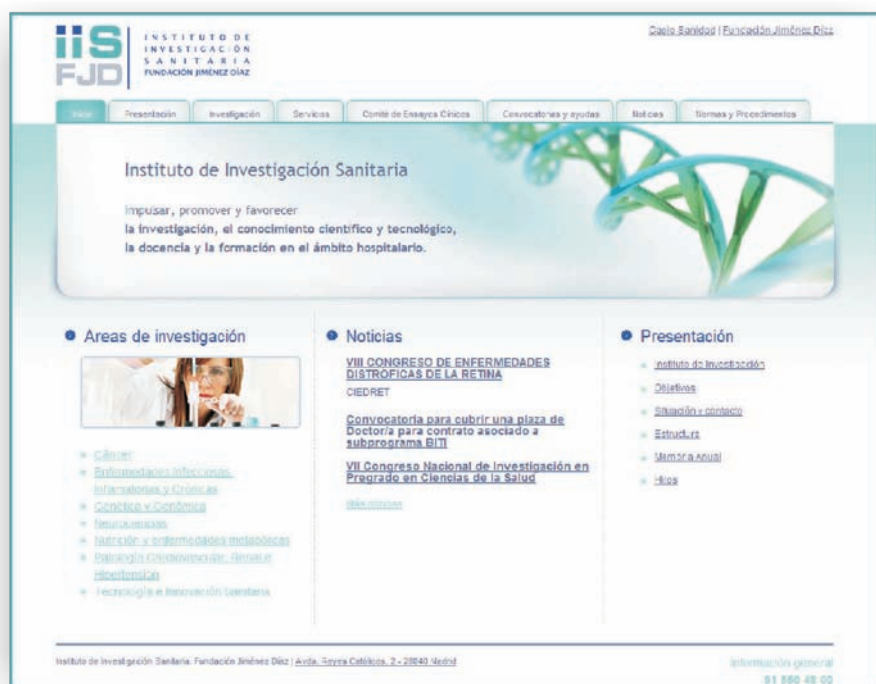 iiS
FJD
INSTITUTO DE
INVESTIGACIÓN
SANITARIA
FUNDACIÓN JIMÉNEZ DÍAZ
Capio Sanidad | Fundación Jiménez Díaz
Inicio
Presentación
Investigación
Servicios
Comité de Ensayos Clínicos
Convocatorias y ayudas
Noticias
Normas y Procedimientos
Instituto de Investigación Sanitaria
impulsar, promover y favorecer
la investigación, el conocimiento científico y tecnológico,
la docencia y la formación en el ámbito hospitalario.
Areas de investigación
Cáncer
Enfermedades Infecciosas,
Inflamatorias y Crónicas
Genética y Genómica
Neurociencias
Nutrición y enfermedades metabólicas
Patología Cardiovascular, Renal e
Hipertensión
Tecnología e Innovación Sanitaria
Noticias
VIII CONGRESO DE ENFERMEDADES
DISTRÓFICAS DE LA RETINA
CIEDRET
Convocatoria para cubrir una plaza de
Doctor/a para contrato asociado a
subprograma BITI
VII Congreso Nacional de Investigación en
Pregrado en Ciencias de la Salud
Más noticias
Presentación
Instituto de Investigación
Objetivos
Situación y contacto
Estructura
Memoria Anual
Hitos
Instituto de Investigación Sanitaria. Fundación Jiménez Díaz | Avda. Reyes Católicos, 2 - 28040 Madrid
Información general
91 550 48 00